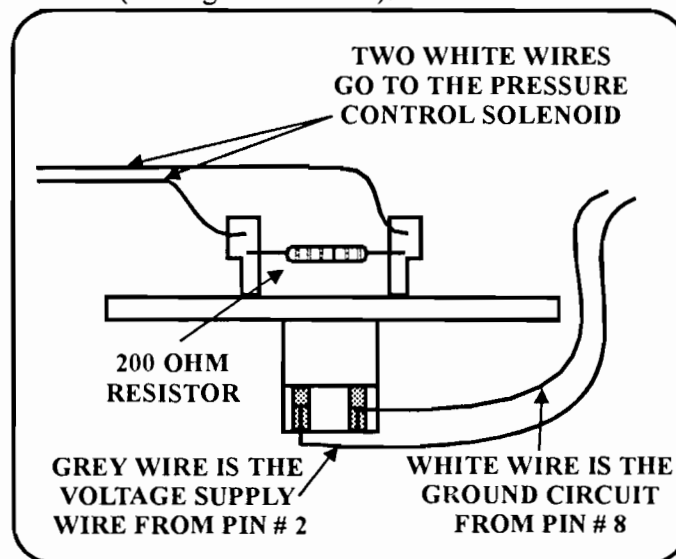 TWO WHITE WIRES
GO TO THE PRESSURE
CONTROL SOLENOID
200 OHM
RESISTOR
GREY WIRE IS THE
VOLTAGE SUPPLY
WIRE FROM PIN # 2
WHITE WIRE IS THE
GROUND CIRCUIT
FROM PIN # 8